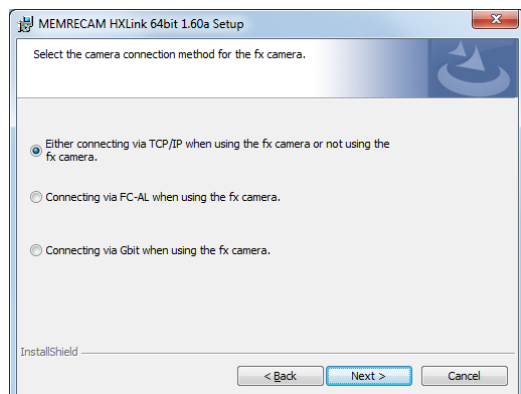 MEMRECAM HXLink 64bit 1.60a Setup
Select the camera connection method for the fx camera.
Either connecting via TCP/IP when using the fx camera or not using the
fx camera.
Connecting via FC-AL when using the fx camera.
Connecting via Gbit when using the fx camera.
InstallShield
< Back Next > Cancel